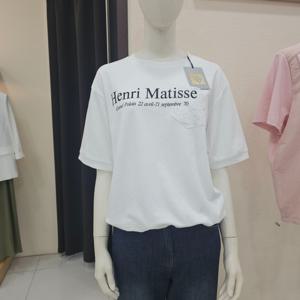 Henri Matisse
Grand Palais 22 avril-21 septembre 70